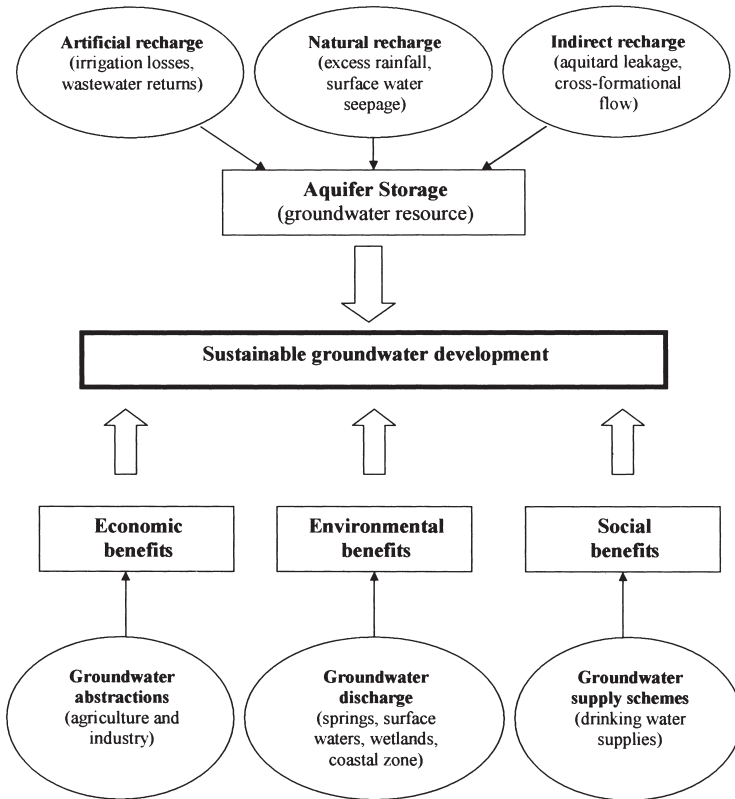 Artificial recharge
(irrigation losses,
wastewater returns)
Natural recharge
(excess rainfall,
surface water
seepage)
Indirect recharge
(aquitard leakage,
cross-formational
flow)
Aquifer Storage
(groundwater resource)
Sustainable groundwater development
Economic
benefits
Environmental
benefits
Social
benefits
Groundwater
abstractions
(agriculture and
industry)
Groundwater
discharge
(springs, surface
waters, wetlands,
coastal zone)
Groundwater
supply schemes
(drinking water
supplies)